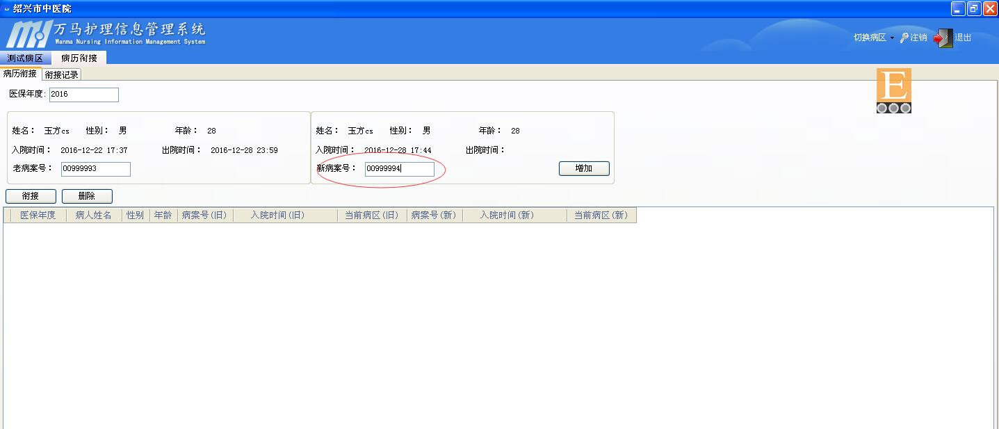 绍兴市中医院
万马护理信息管理系统
Wanma Nursing Information Management System
切换病区 注销 退出
测试病区 病历衔接
病历衔接 衔接记录
E
医保年度: 2016
姓名： 玉方cs 性别： 男 年龄： 28
入院时间： 2016-12-22 17:37 出院时间： 2016-12-28 23:59
老病案号： 00999993
姓名： 玉方cs 性别： 男 年龄： 28
入院时间： 2016-12-28 17:44 出院时间：
新病案号： 00999994 增加
衔接 删除
医保年度 病人姓名 性别 年龄 病案号(旧) 入院时间(旧) 当前病区(旧) 病案号(新) 入院时间(新) 当前病区(新)